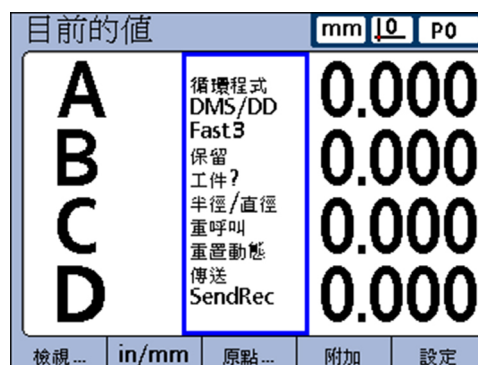 目前的值 mm 0 P0
A 0.000
B 0.000
C 0.000
D 0.000
循環程式
DMS/DD
Fast3
保留
工件?
半徑/直徑
重呼叫
重置動態
傳送
SendRec
檢視... in/mm 原點... 附加 設定